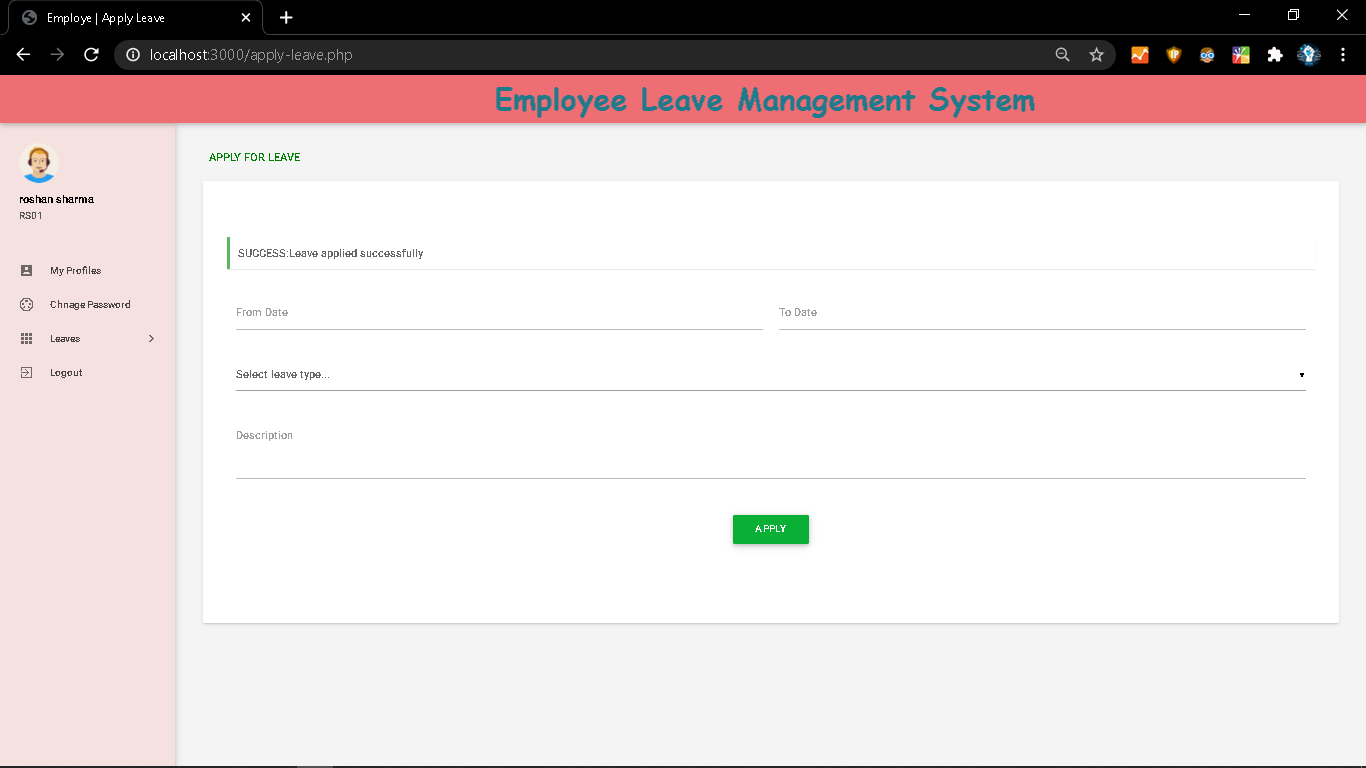 Employe | Apply Leave
localhost:3000/apply-leave.php
Employee Leave Management System
roshan sharma
RS01
My Profiles
Chnage Password
Leaves
Logout
APPLY FOR LEAVE
SUCCESS:Leave applied successfully
From Date
To Date
Select leave type...
Description
APPLY